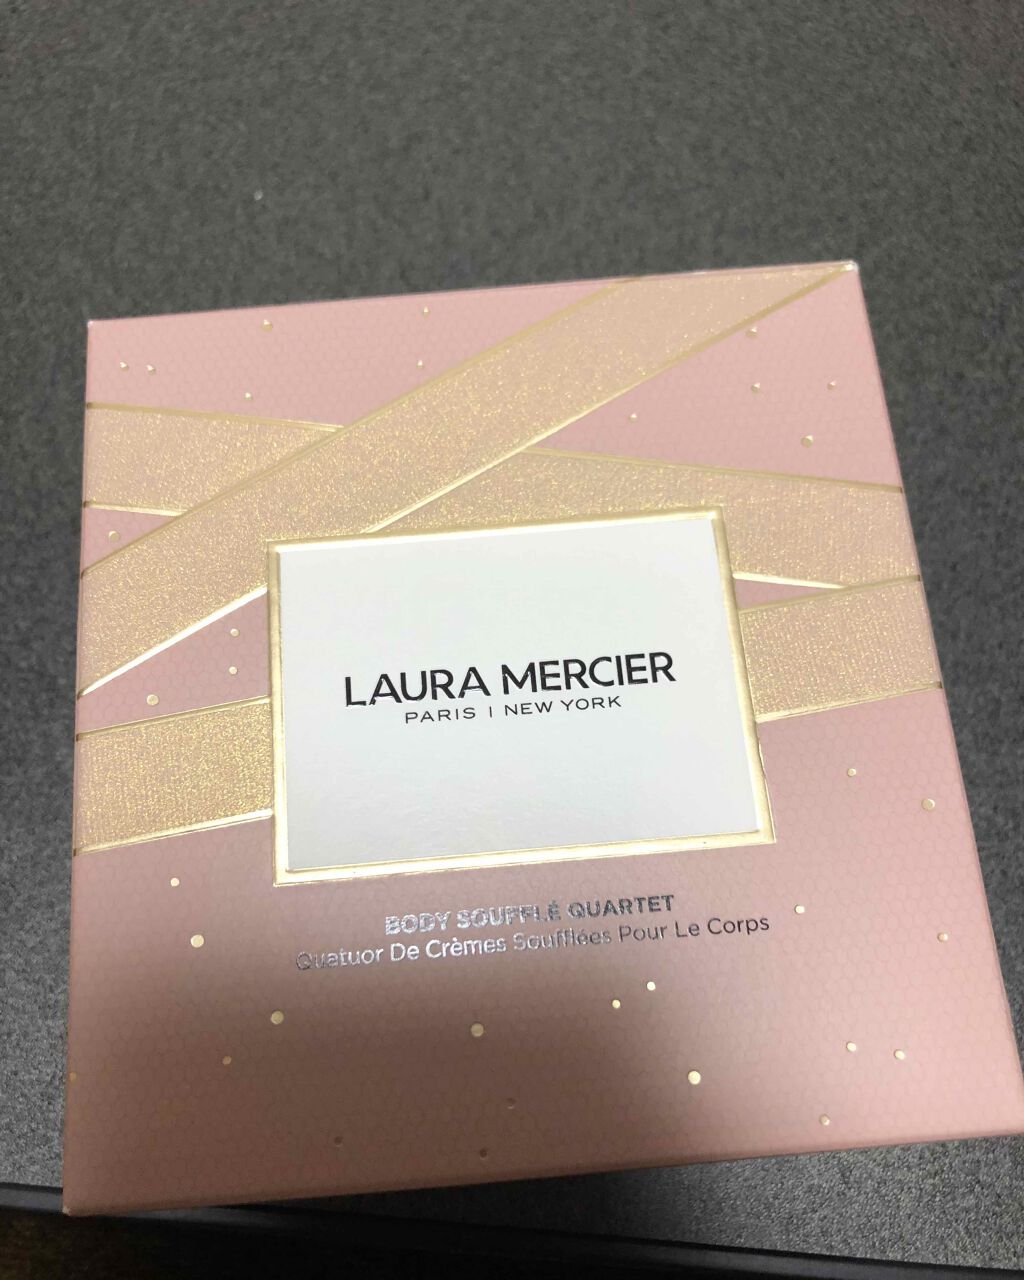 LAURA MERCIER
PARIS | NEW YORK
BODY SOUFFLÉ QUARTET
Quatuor De Crèmes Soufflées Pour Le Corps